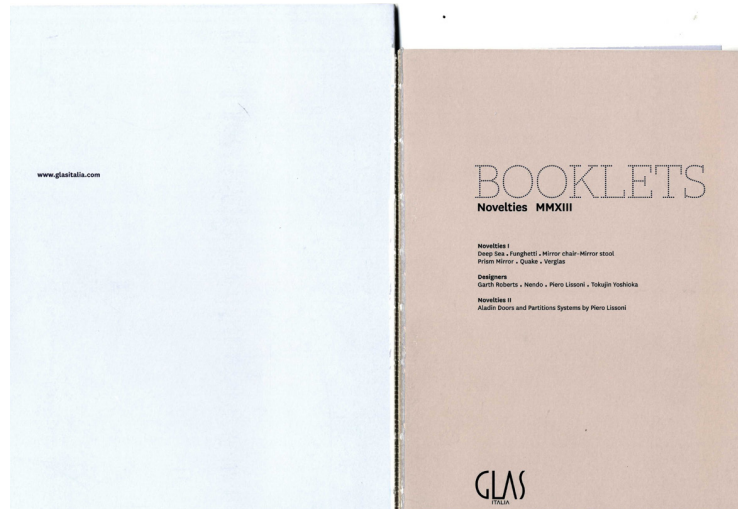 www.glasitalia.com
BOOKLETS
Novelties MMXIII
Novelties I
Deep Sea . Funghetti . Mirror chair-Mirror stool
Prism Mirror . Quake . Verglas
Designers
Garth Roberts . Nendo . Piero Lissoni . Tokujin Yoshioka
Novelties II
Aladin Doors and Partitions Systems by Piero Lissoni
GLAS
ITALIA